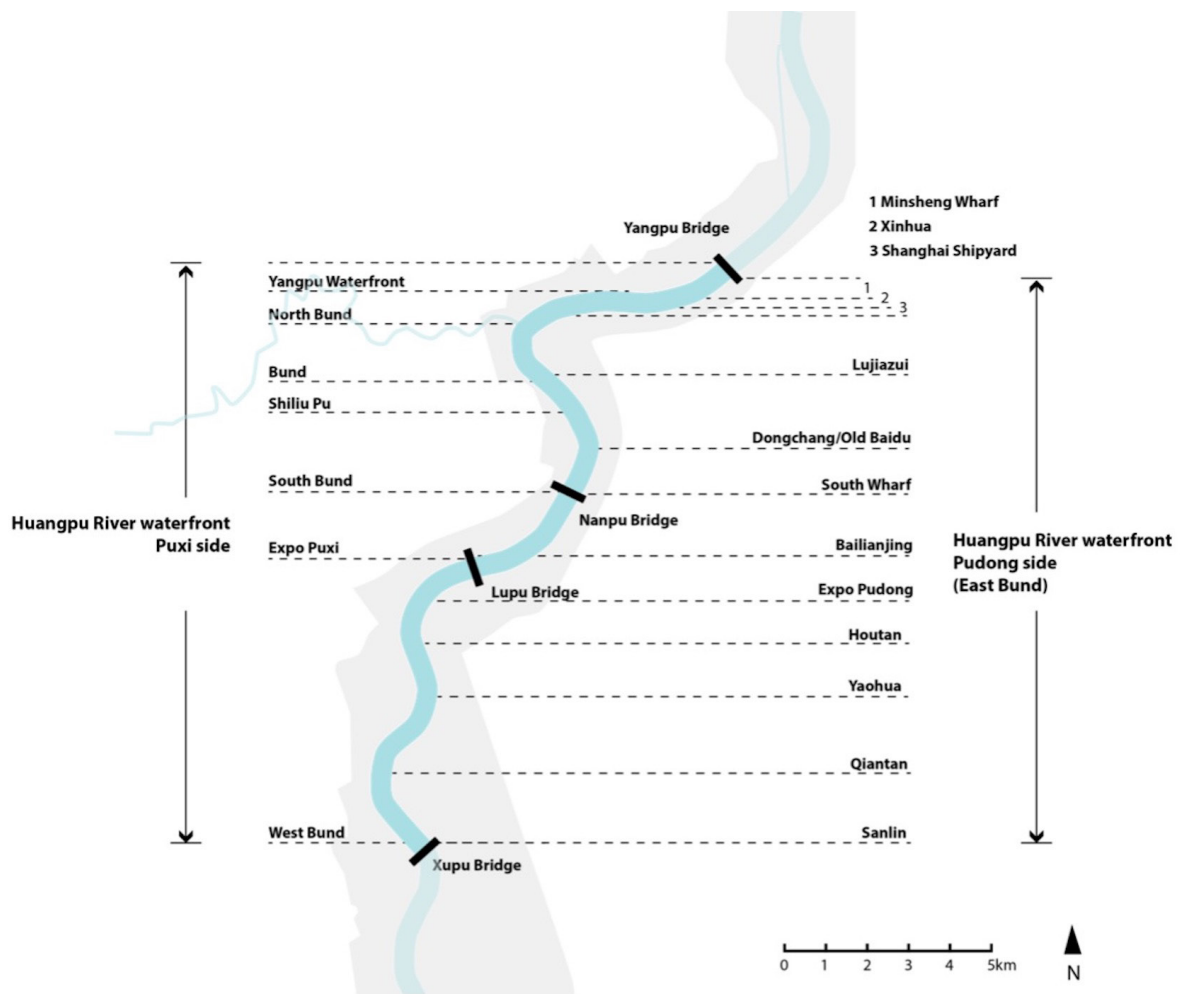 1 Minsheng Wharf
2 Xinhua
3 Shanghai Shipyard
Yangpu Bridge
Yangpu Waterfront
1
2
3
North Bund
Bund
Lujiazui
Shiliu Pu
Dongchang/Old Baidu
South Bund
South Wharf
Nanpu Bridge
Huangpu River waterfront
Puxi side
Expo Puxi
Bailianjing
Huangpu River waterfront
Pudong side
(East Bund)
Lupu Bridge
Expo Pudong
Houtan
Yaohua
Qiantan
West Bund
Sanlin
Xupu Bridge
0 1 2 3 4 5km
N